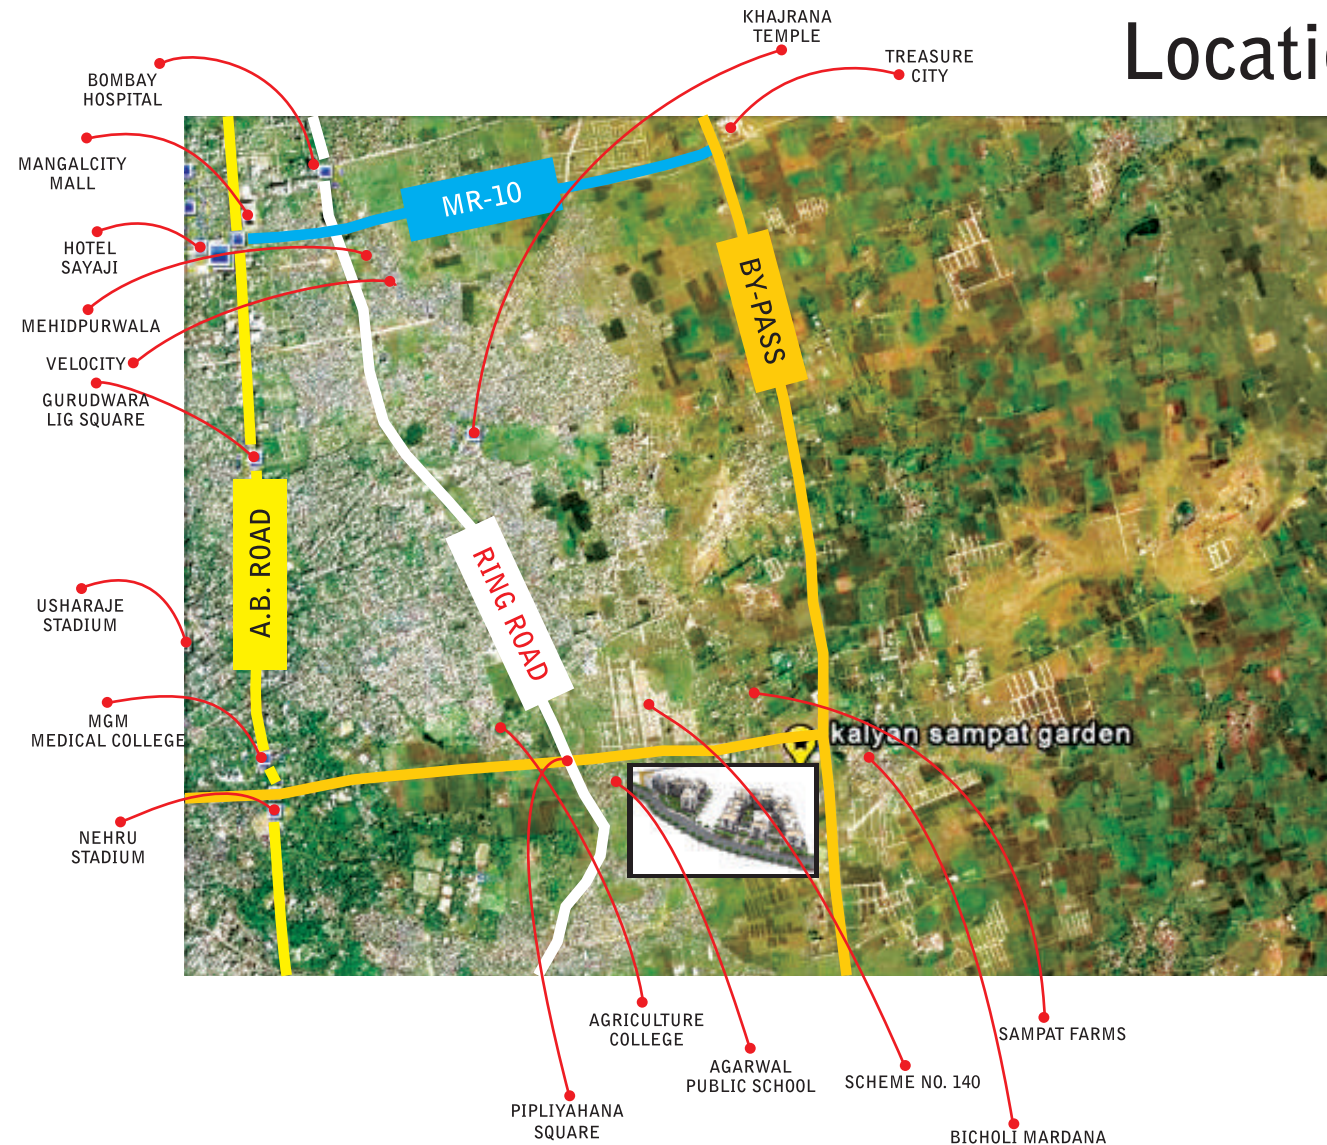 KHAJRANA
TEMPLE
Locati
TREASURE
CITY
BOMBAY
HOSPITAL
MANGALCITY
MALL
MR-10
HOTEL
SAYAJI
BY-PASS
MEHIDPURWALA
VELOCITY
GURUDWARA
LIG SQUARE
A.B. ROAD
RING ROAD
USHARAJE
STADIUM
MGM
MEDICAL COLLEGE
kalyan sampat garden
NEHRU
STADIUM
AGRICULTURE
COLLEGE
SAMPAT FARMS
AGARWAL
PUBLIC SCHOOL
SCHEME NO. 140
PIPLIYAHANA
SQUARE
BICHOLI MARDANA